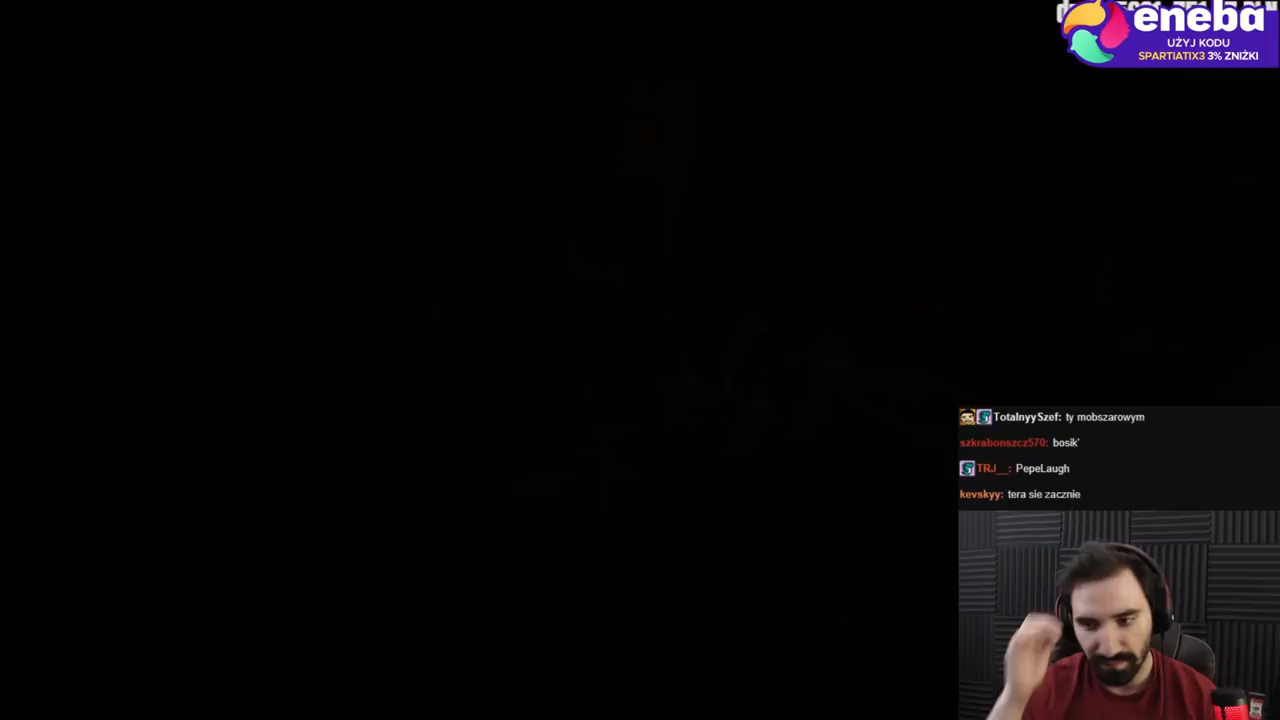 eneba
UŻYJ KODU
SPARTIATIX3 3% ZNIŻKI
TotalnyySzef: ty mobszarowym
szkrabonszcz570: bosik'
TRJ__: PepeLaugh
kevskyy: tera sie zacznie